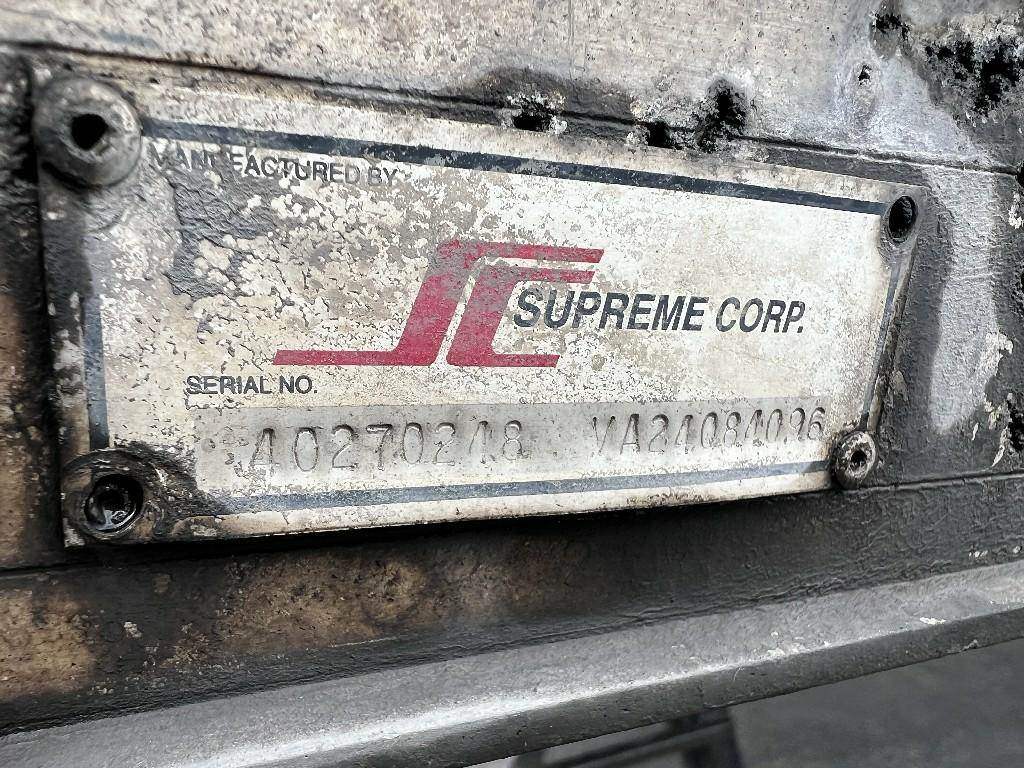 MANUFACTURED BY
SUPREME CORP.
SERIAL NO.
40270248 VA24084096